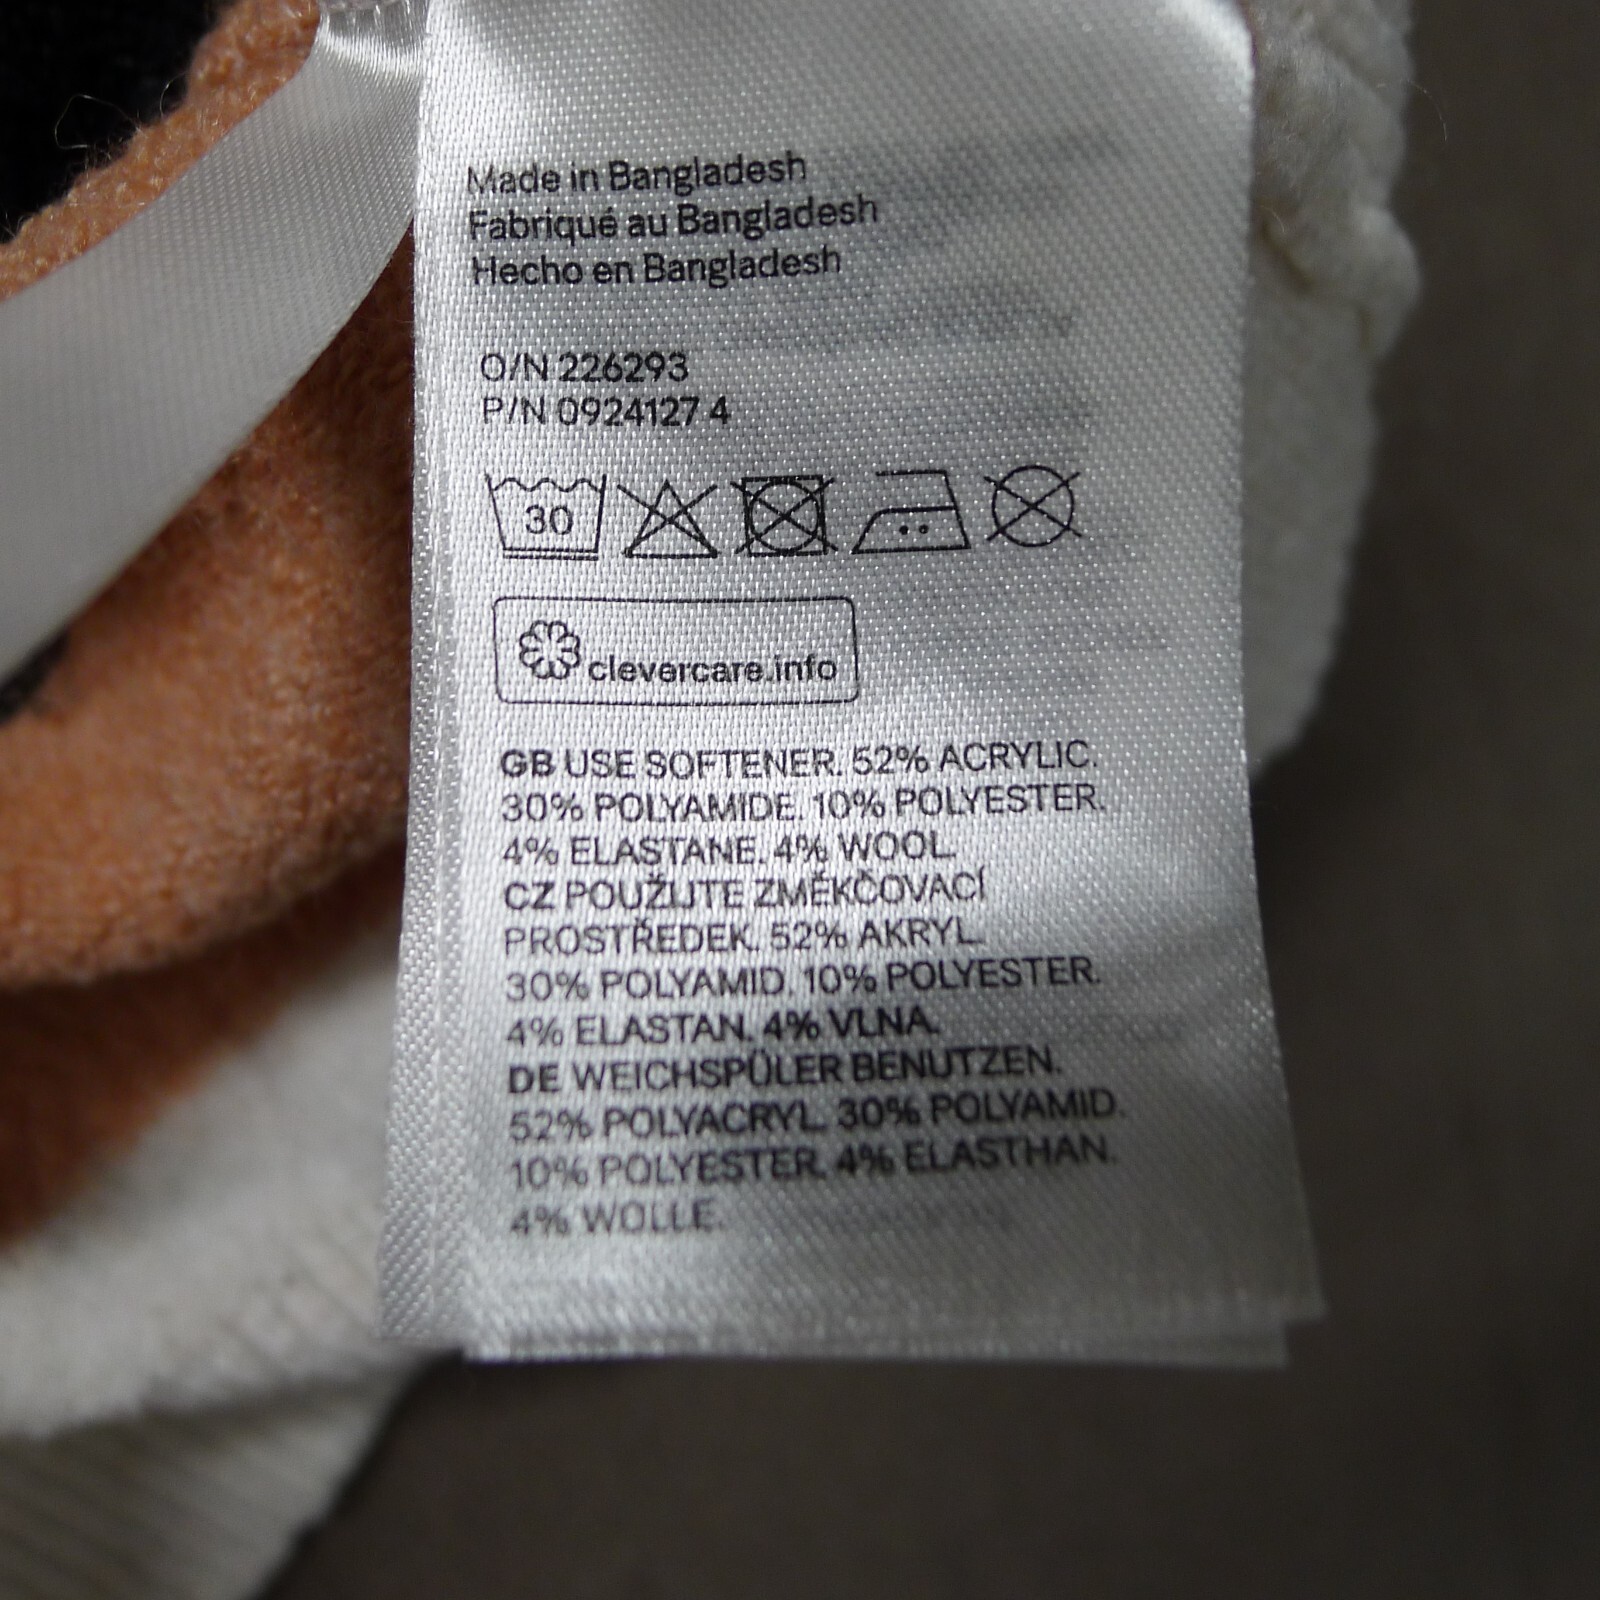 Made in Bangladesh
Fabriqué au Bangladesh
Hecho en Bangladesh
O/N 226293
P/N 0924127 4
30
clevercare.info
GB USE SOFTENER. 52% ACRYLIC.
30% POLYAMIDE. 10% POLYESTER.
4% ELASTANE. 4% WOOL.
CZ POUŽIJTE ZMĚKČOVACÍ
PROSTŘEDEK. 52% AKRYL.
30% POLYAMID. 10% POLYESTER.
4% ELASTAN. 4% VLNA.
DE WEICHSPÜLER BENUTZEN.
52% POLYACRYL. 30% POLYAMID.
10% POLYESTER. 4% ELASTHAN.
4% WOLLE.